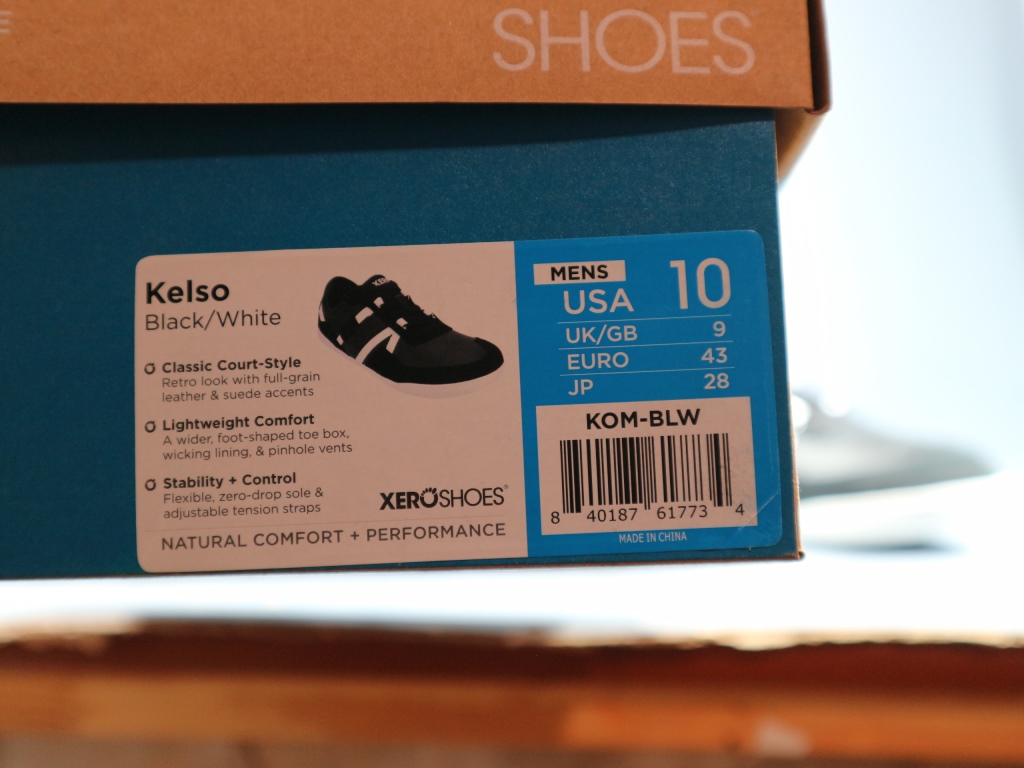 SHOES
Kelso
Black/White
Classic Court-Style
Retro look with full-grain
leather & suede accents
Lightweight Comfort
A wider, foot-shaped toe box,
wicking lining, & pinhole vents
Stability + Control
Flexible, zero-drop sole &
adjustable tension straps
XEROSHOES®
NATURAL COMFORT + PERFORMANCE
MENS
USA 10
UK/GB 9
EURO 43
JP 28
KOM-BLW
8 40187 61773 4
MADE IN CHINA